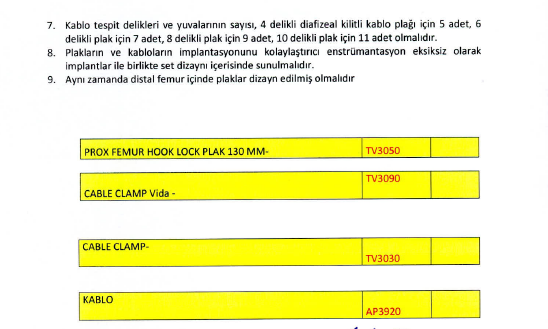 7. Kablo tespit delikleri ve yuvalarının sayısı, 4 delikli diafizeal kilitli kablo plağı için 5 adet, 6
delikli plak için 7 adet, 8 delikli plak için 9 adet, 10 delikli plak için 11 adet olmalıdır.
8. Plakların ve kabloların implantasyonunu kolaylaştırıcı enstrümantasyon eksiksiz olarak
implantlar ile birlikte set dizaynı içerisinde sunulmalıdır.
9. Aynı zamanda distal femur içinde plaklar dizayn edilmiş olmalıdır
PROX FEMUR HOOK LOCK PLAK 130 MM- TV3050
TV3090
CABLE CLAMP Vida -
CABLE CLAMP-
TV3030
KABLO
AP3920